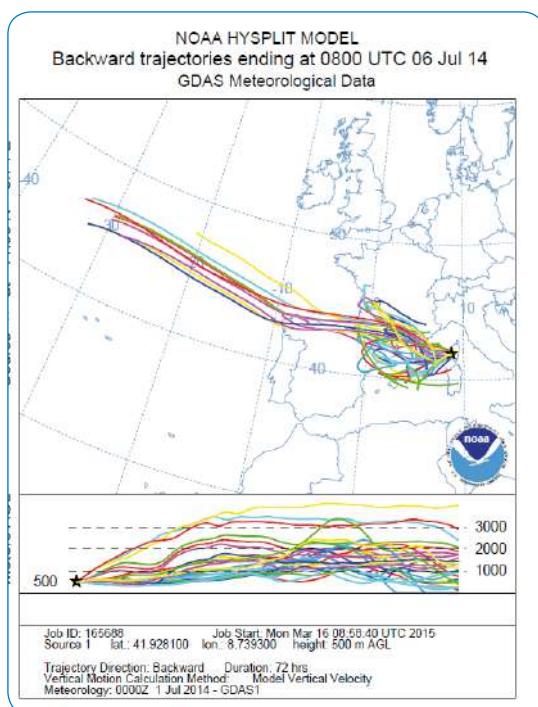 NOAA HYSPLIT MODEL
Backward trajectories ending at 0800 UTC 06 Jul 14
GDAS Meteorological Data
40
30
20
-10
10
40
noaa
500
3000
2000
1000
Job ID: 165688 Job Start: Mon Mar 16 08:58:40 UTC 2015
Source 1 lat.: 41.928100 lon.: 8.739300 height: 500 m AGL
Trajectory Direction: Backward Duration: 72 hrs
Vertical Motion Calculation Method: Model Vertical Velocity
Meteorology: 0000Z 1 Jul 2014 - GDAS1